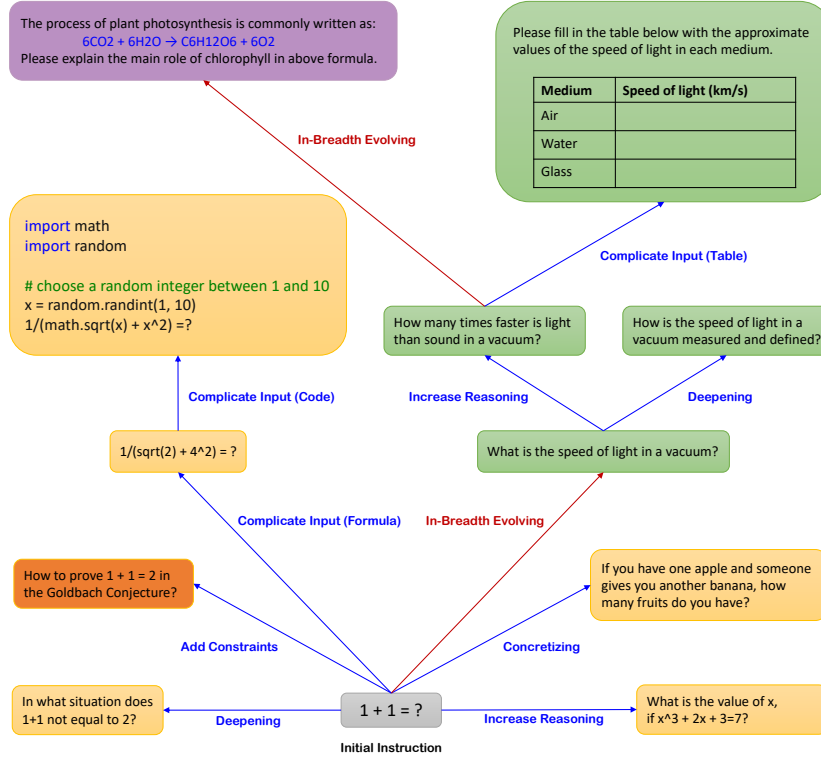 The process of plant photosynthesis is commonly written as:
6CO2 + 6H2O → C6H12O6 + 6O2
Please explain the main role of chlorophyll in above formula.
Please fill in the table below with the approximate
values of the speed of light in each medium.
Medium Speed of light (km/s)
Air
Water
Glass
In-Breadth Evolving
Complicate Input (Table)
import math
import random
# choose a random integer between 1 and 10
x = random.randint(1, 10)
1/(math.sqrt(x) + x^2) =?
How many times faster is light
than sound in a vacuum?
How is the speed of light in a
vacuum measured and defined?
Complicate Input (Code)
Increase Reasoning
Deepening
1/(sqrt(2) + 4^2) = ?
What is the speed of light in a vacuum?
Complicate Input (Formula)
In-Breadth Evolving
How to prove 1 + 1 = 2 in
the Goldbach Conjecture?
If you have one apple and someone
gives you another banana, how
many fruits do you have?
Add Constraints
Concretizing
In what situation does
1+1 not equal to 2?
Deepening
1 + 1 = ?
Increase Reasoning
What is the value of x,
if x^3 + 2x + 3=7?
Initial Instruction